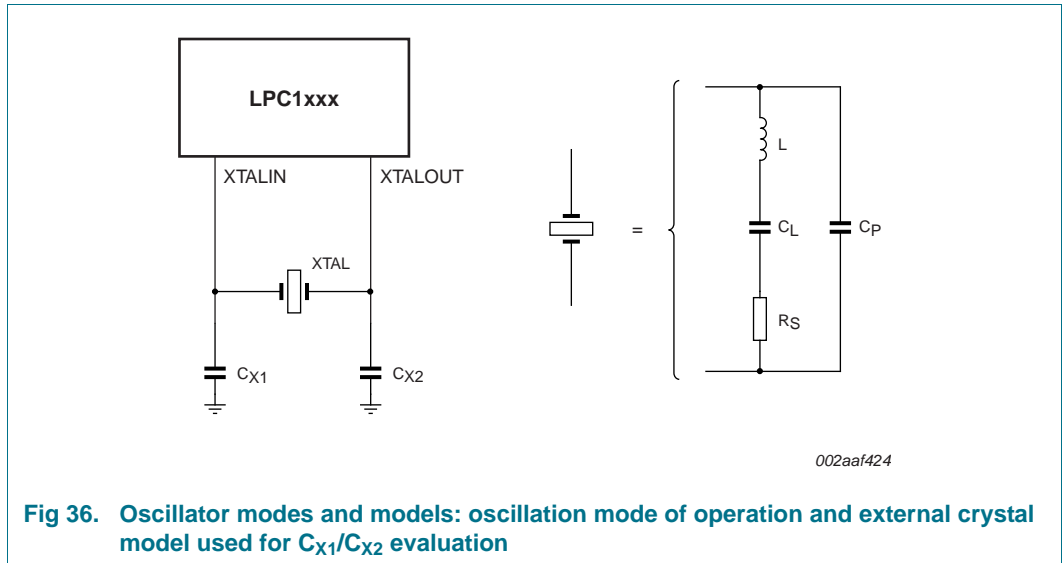 LPC1xxx
XTALIN XTALOUT
XTAL
CX1 CX2
=
L
CL CP
RS
002aaf424
Fig 36. Oscillator modes and models: oscillation mode of operation and external crystal
model used for CX1/CX2 evaluation